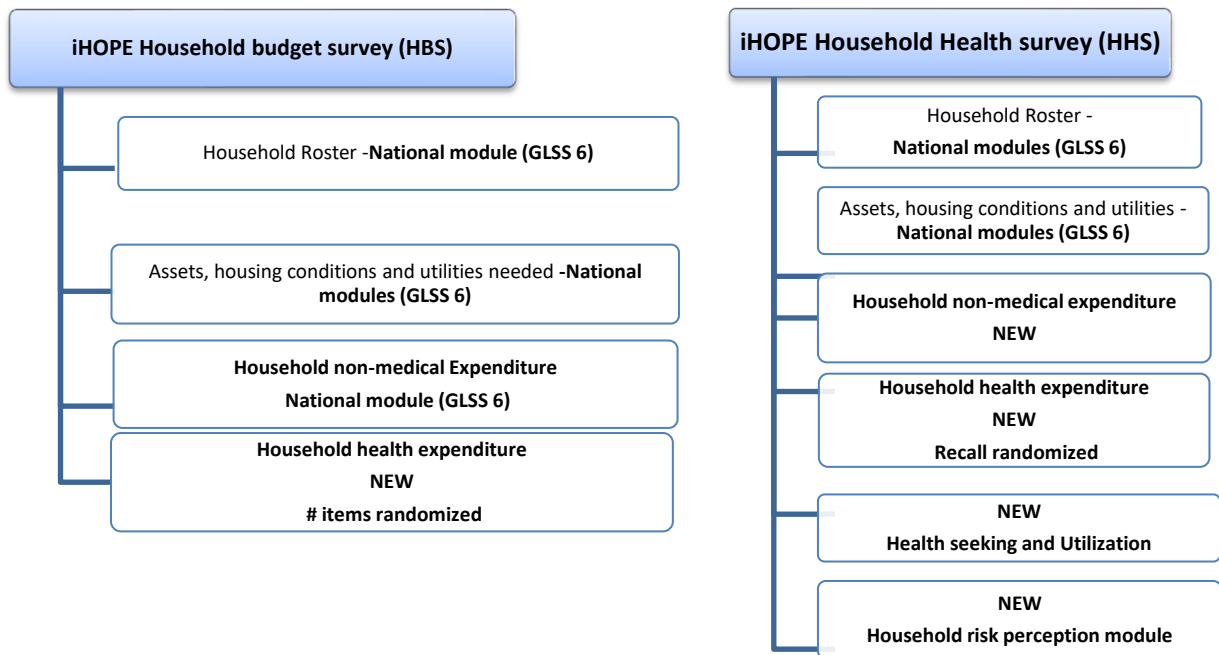 iHOPE Household budget survey (HBS)
Household Roster -National module (GLSS 6)
Assets, housing conditions and utilities needed -National
modules (GLSS 6)
Household non-medical Expenditure
National module (GLSS 6)
Household health expenditure
NEW
# items randomized
iHOPE Household Health survey (HHS)
Household Roster -
National modules (GLSS 6)
Assets, housing conditions and utilities -
National modules (GLSS 6)
Household non-medical expenditure
NEW
Household health expenditure
NEW
Recall randomized
NEW
Health seeking and Utilization
NEW
Household risk perception module